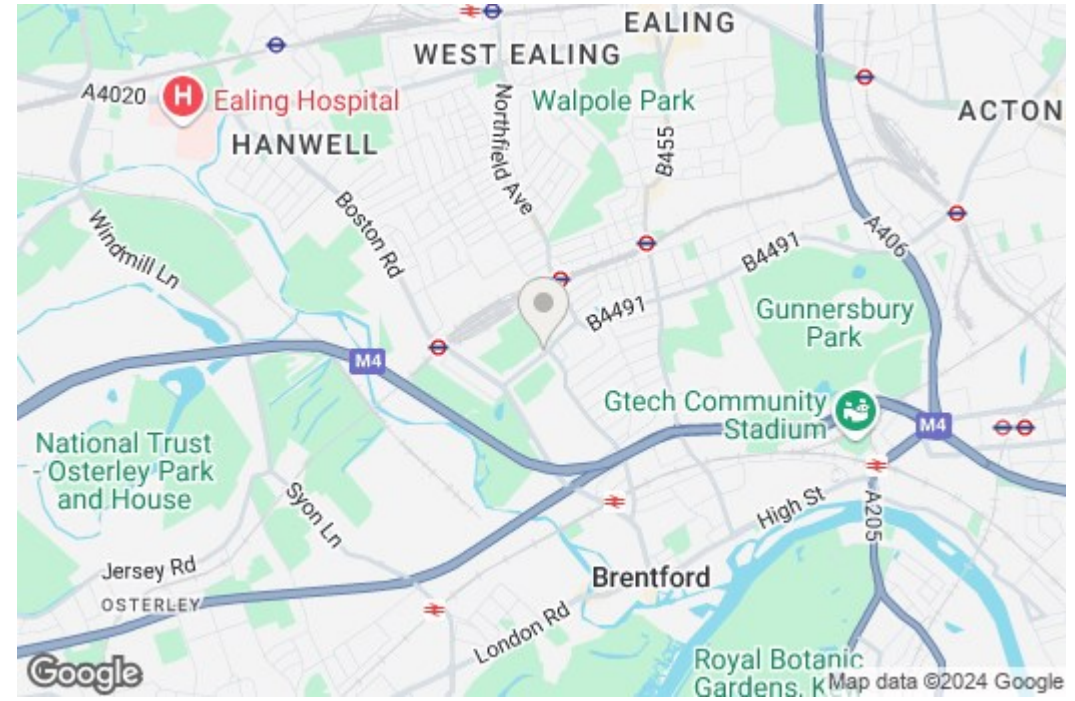 EALING
WEST EALING
A4020
H
Ealing Hospital
Walpole Park
ACTON
HANWELL
Northfield Ave
B455
Boston Rd
Windmill Ln
A406
B4491
B4491
Gunnersbury
Park
M4
Gtech Community
Stadium
M4
National Trust
- Osterley Park
and House
Syon Ln
High St
A205
Jersey Rd
Brentford
OSTERLEY
London Rd
Royal Botanic
Gardens, K
Google
Map data ©2024 Google